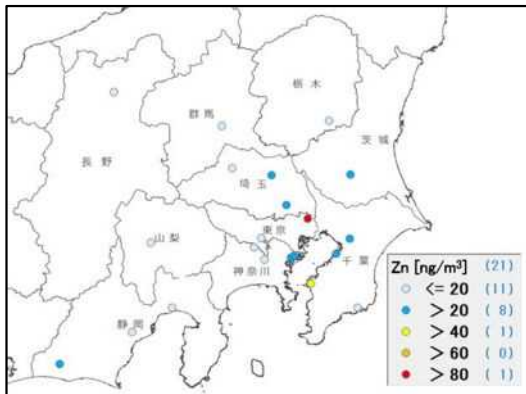 栃木
群馬
茨城
長野
埼玉
東京
山梨
千葉
神奈川
静岡
Zn [ng/m³] (21)
<= 20 (11)
> 20 (8)
> 40 (1)
> 60 (0)
> 80 (1)